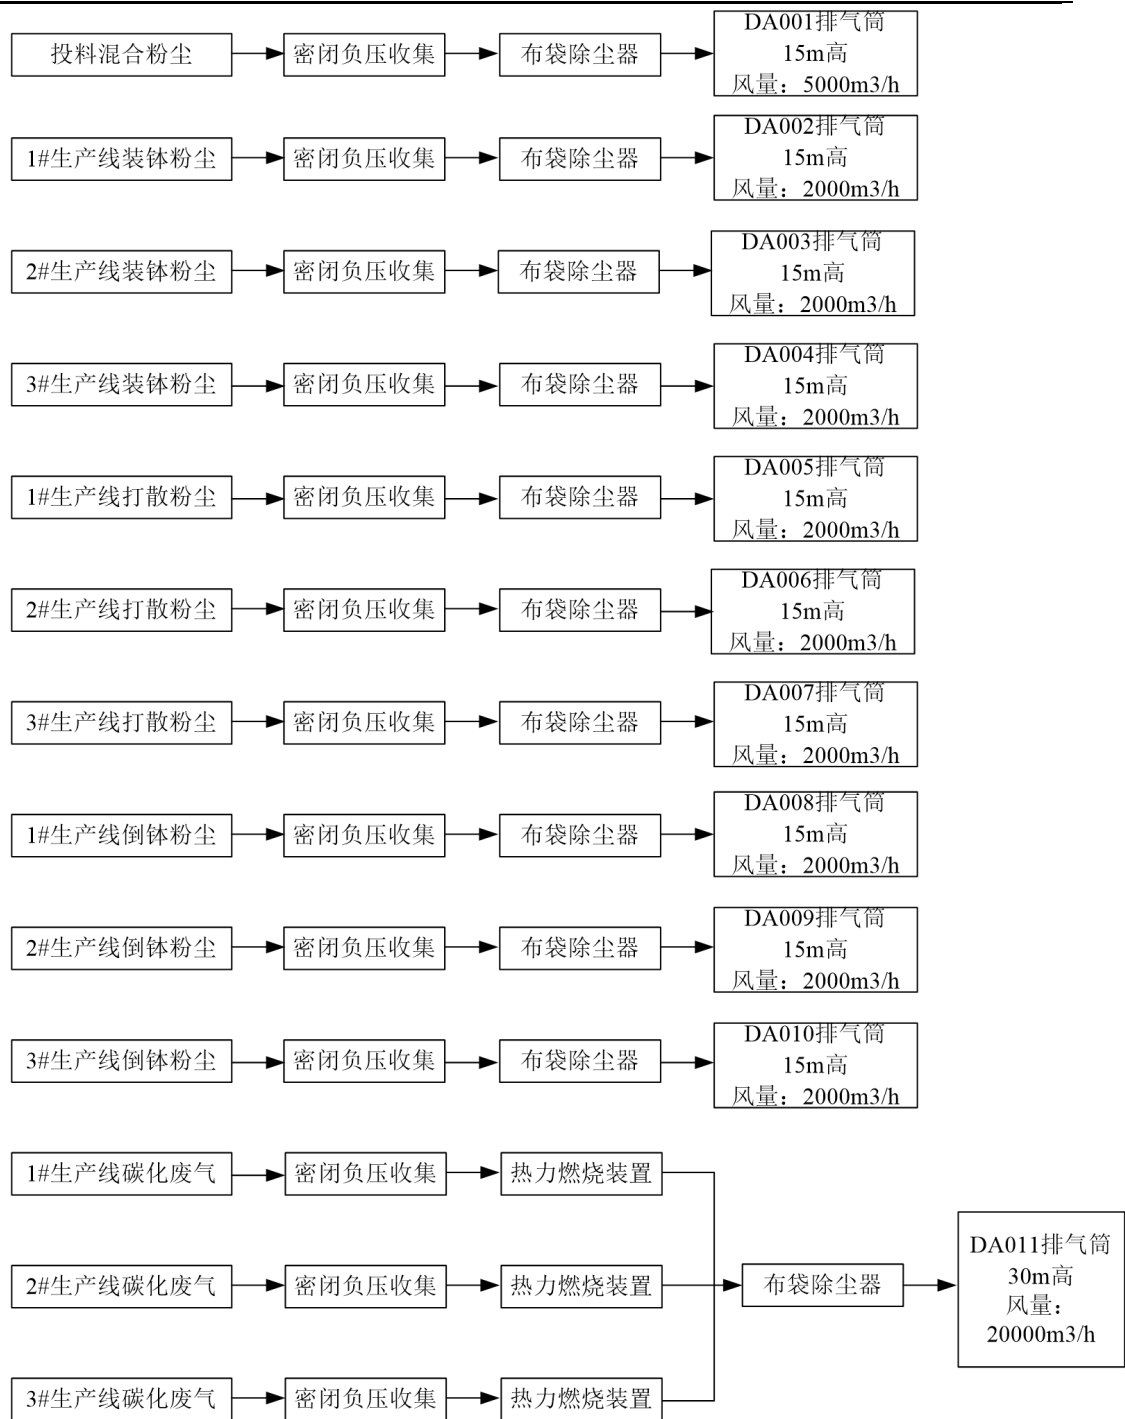 投料混合粉尘
密闭负压收集
布袋除尘器
DA001排气筒
15m高
风量：5000m3/h
1#生产线装钵粉尘
密闭负压收集
布袋除尘器
DA002排气筒
15m高
风量：2000m3/h
2#生产线装钵粉尘
密闭负压收集
布袋除尘器
DA003排气筒
15m高
风量：2000m3/h
3#生产线装钵粉尘
密闭负压收集
布袋除尘器
DA004排气筒
15m高
风量：2000m3/h
1#生产线打散粉尘
密闭负压收集
布袋除尘器
DA005排气筒
15m高
风量：2000m3/h
2#生产线打散粉尘
密闭负压收集
布袋除尘器
DA006排气筒
15m高
风量：2000m3/h
3#生产线打散粉尘
密闭负压收集
布袋除尘器
DA007排气筒
15m高
风量：2000m3/h
1#生产线倒钵粉尘
密闭负压收集
布袋除尘器
DA008排气筒
15m高
风量：2000m3/h
2#生产线倒钵粉尘
密闭负压收集
布袋除尘器
DA009排气筒
15m高
风量：2000m3/h
3#生产线倒钵粉尘
密闭负压收集
布袋除尘器
DA010排气筒
15m高
风量：2000m3/h
1#生产线碳化废气
密闭负压收集
热力燃烧装置
2#生产线碳化废气
密闭负压收集
热力燃烧装置
3#生产线碳化废气
密闭负压收集
热力燃烧装置
布袋除尘器
DA011排气筒
30m高
风量：
20000m3/h